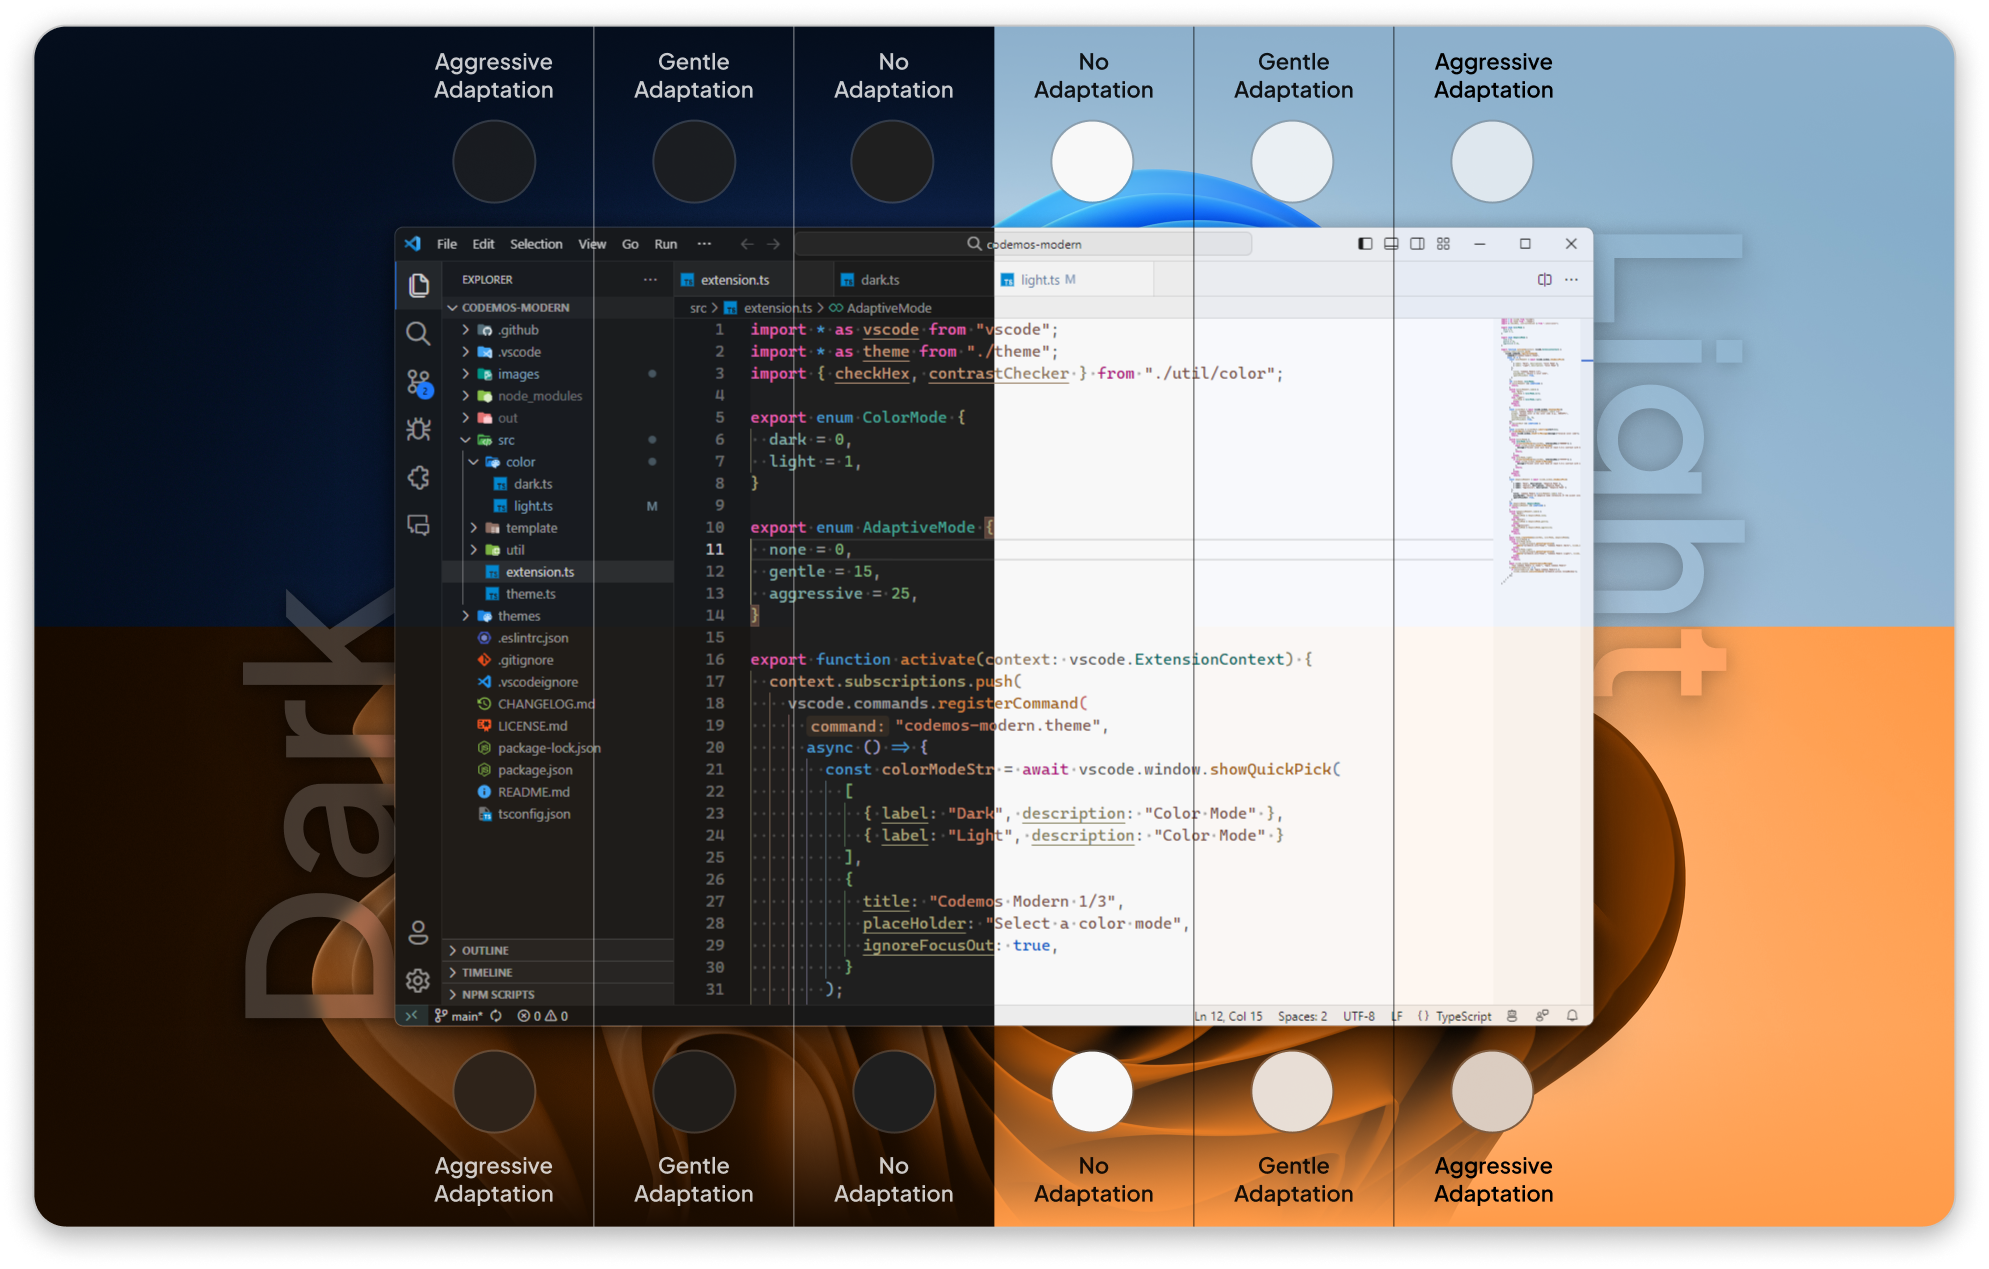 Aggressive
Adaptation
Gentle
Adaptation
No
Adaptation
No
Adaptation
Gentle
Adaptation
Aggressive
Adaptation
Dark
Light
File Edit Selection View Go Run ··· codemos-modern
EXPLORER ···
CODEMOS-MODERN
.github
.vscode
images
node_modules
out
src
color
dark.ts
light.ts M
template
util
extension.ts
theme.ts
themes
.eslintrc.json
.gitignore
.vscodeignore
CHANGELOG.md
LICENSE.md
package-lock.json
package.json
README.md
tsconfig.json
OUTLINE
TIMELINE
NPM SCRIPTS
2
extension.ts dark.ts light.ts M
src > extension.ts > AdaptiveMode
1 import * as vscode from "vscode";
2 import * as theme from "./theme";
3 import { checkHex, contrastChecker } from "./util/color";
4
5 export enum ColorMode {
6 dark = 0,
7 light = 1,
8 }
9
10 export enum AdaptiveMode {
11 none = 0,
12 gentle = 15,
13 aggressive = 25,
14 }
15
16 export function activate(context: vscode.ExtensionContext) {
17 context.subscriptions.push(
18 vscode.commands.registerCommand(
19 command: "codemos-modern.theme",
20 async () => {
21 const colorModeStr = await vscode.window.showQuickPick(
22 [
23 { label: "Dark", description: "Color Mode" },
24 { label: "Light", description: "Color Mode" }
25 ],
26 {
27 title: "Codemos Modern 1/3",
28 placeHolder: "Select a color mode",
29 ignoreFocusOut: true,
30 }
31 );
main* 0 0 Ln 12, Col 15 Spaces: 2 UTF-8 LF {} TypeScript
Aggressive
Adaptation
Gentle
Adaptation
No
Adaptation
No
Adaptation
Gentle
Adaptation
Aggressive
Adaptation